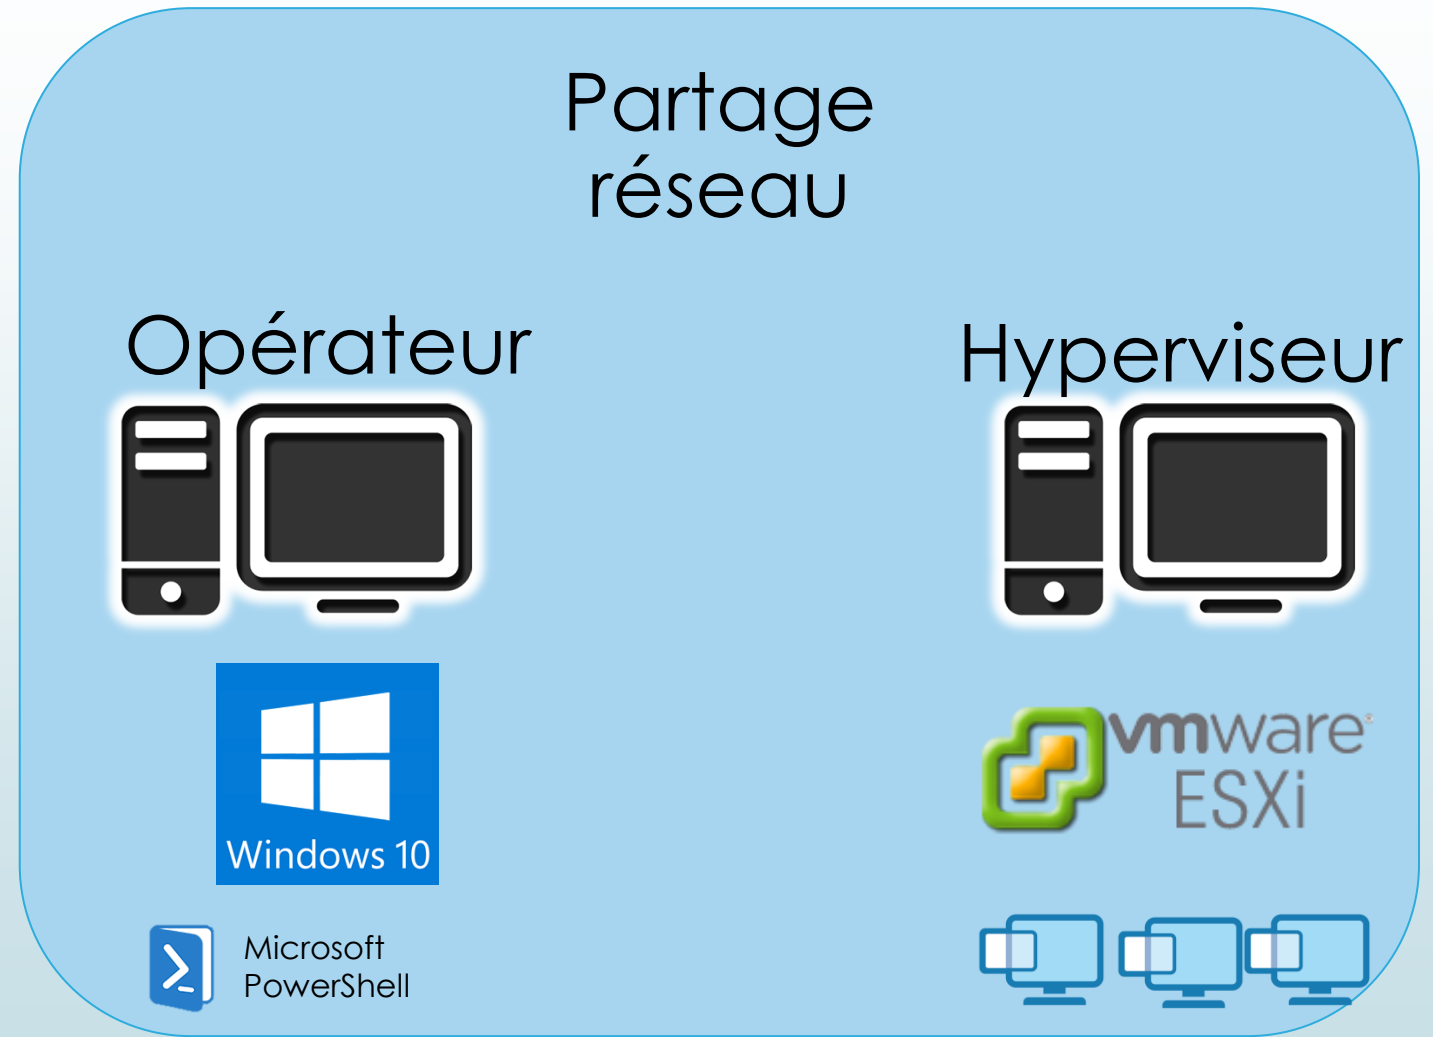 Partage
réseau
Opérateur
Hyperviseur
Windows 10
vmware®
ESXi
Microsoft
PowerShell